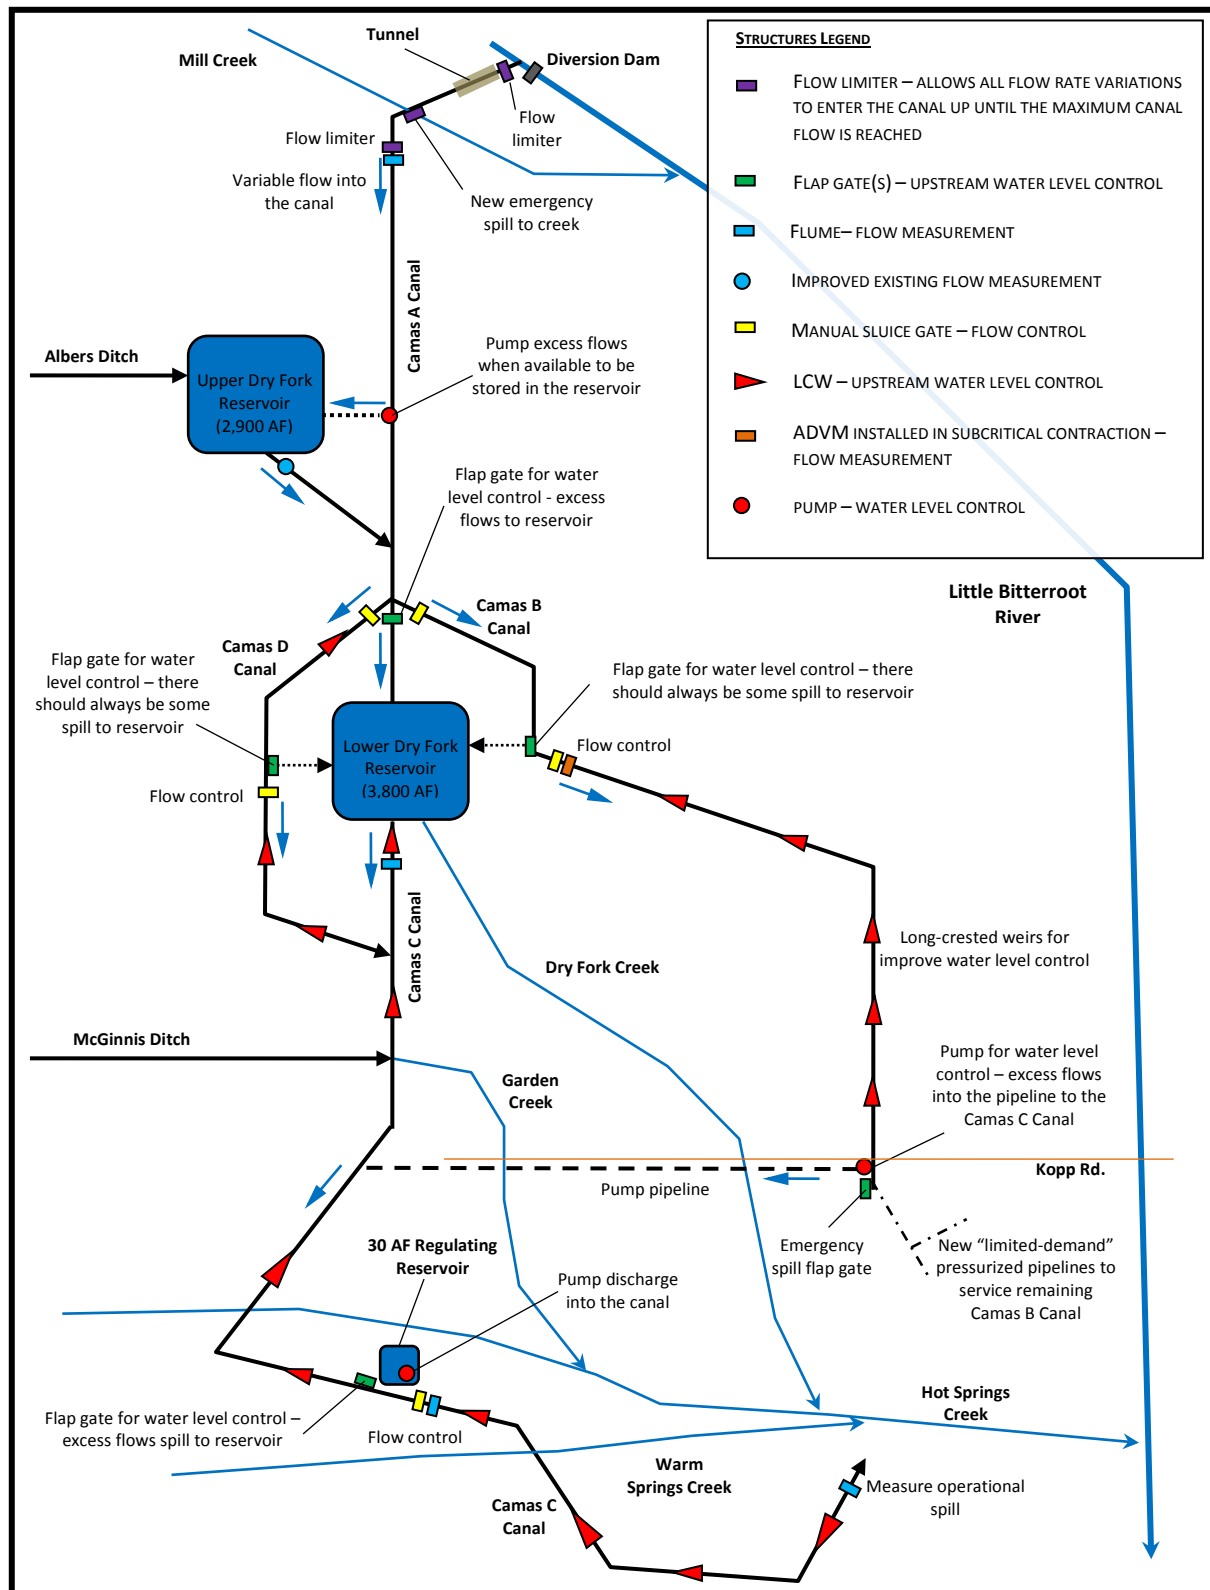 Tunnel
Mill Creek
Diversion Dam
Flow limiter
Flow
limiter
Variable flow into
the canal
New emergency
spill to creek
STRUCTURES LEGEND
FLOW LIMITER – ALLOWS ALL FLOW RATE VARIATIONS
TO ENTER THE CANAL UP UNTIL THE MAXIMUM CANAL
FLOW IS REACHED
FLAP GATE(S) – UPSTREAM WATER LEVEL CONTROL
FLUME– FLOW MEASUREMENT
IMPROVED EXISTING FLOW MEASUREMENT
MANUAL SLUICE GATE – FLOW CONTROL
LCW – UPSTREAM WATER LEVEL CONTROL
ADVM INSTALLED IN SUBCRITICAL CONTRACTION –
FLOW MEASUREMENT
PUMP – WATER LEVEL CONTROL
Camas A Canal
Albers Ditch
Upper Dry Fork
Reservoir
(2,900 AF)
Pump excess flows
when available to be
stored in the reservoir
Flap gate for water
level control - excess
flows to reservoir
Little Bitterroot
River
Camas B
Canal
Camas D
Canal
Flap gate for water
level control – there
should always be some
spill to reservoir
Flap gate for water level control – there
should always be some spill to reservoir
Lower Dry Fork
Reservoir
(3,800 AF)
Flow control
Flow control
Camas C Canal
Long-crested weirs for
improve water level control
Dry Fork Creek
McGinnis Ditch
Garden
Creek
Pump for water level
control – excess flows
into the pipeline to the
Camas C Canal
Kopp Rd.
Pump pipeline
30 AF Regulating
Reservoir
Pump discharge
into the canal
Emergency
spill flap gate
New “limited-demand”
pressurized pipelines to
service remaining
Camas B Canal
Hot Springs
Creek
Flap gate for water level control –
excess flows spill to reservoir
Flow control
Warm
Springs Creek
Camas C
Canal
Measure operational
spill